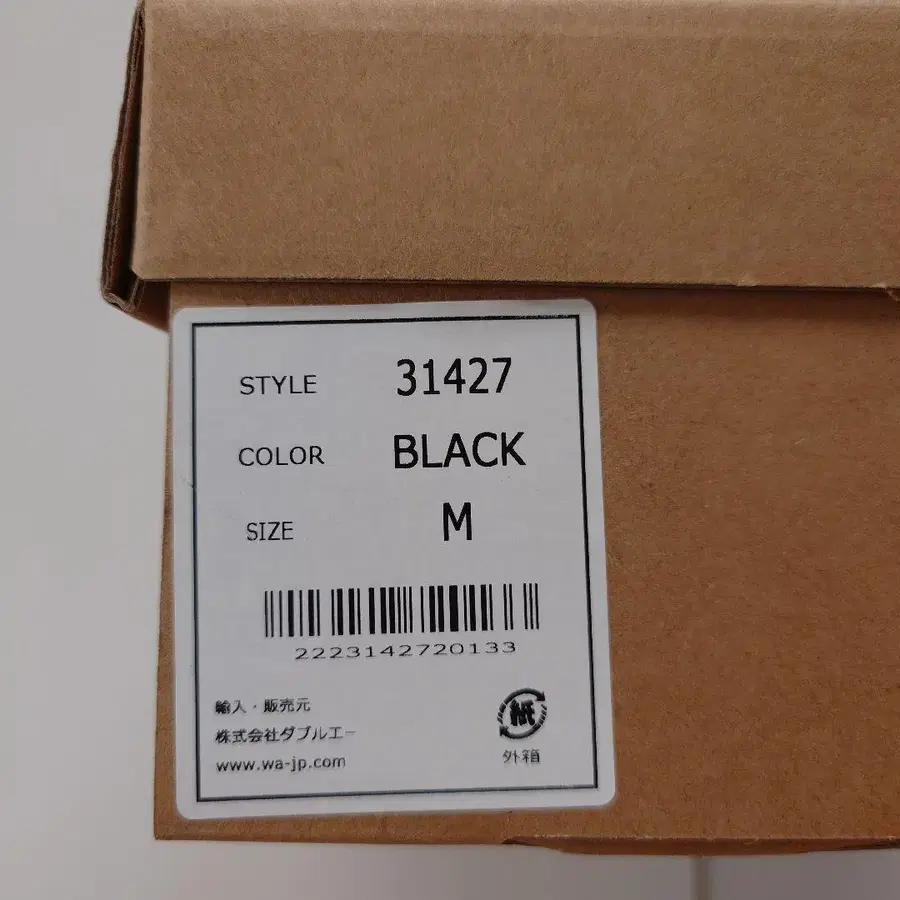 STYLE 31427
COLOR BLACK
SIZE M
2223142720133
輸入・販売元
株式会社ダブルエー
www.wa-jp.com
紙
外箱